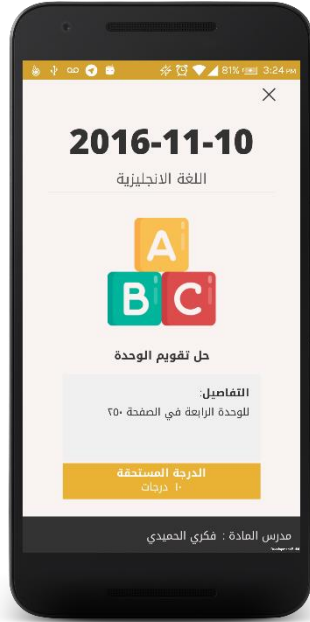 81% 3:24 PM
2016-11-10
اللغة الانجليزية
A
B C
حل تقويم الوحدة
التفاصيل:
للوحدة الرابعة في الصفحة ٢٥٠
الدرجة المستحقة
١٠ درجات
مدرس المادة : فكري الحميدي